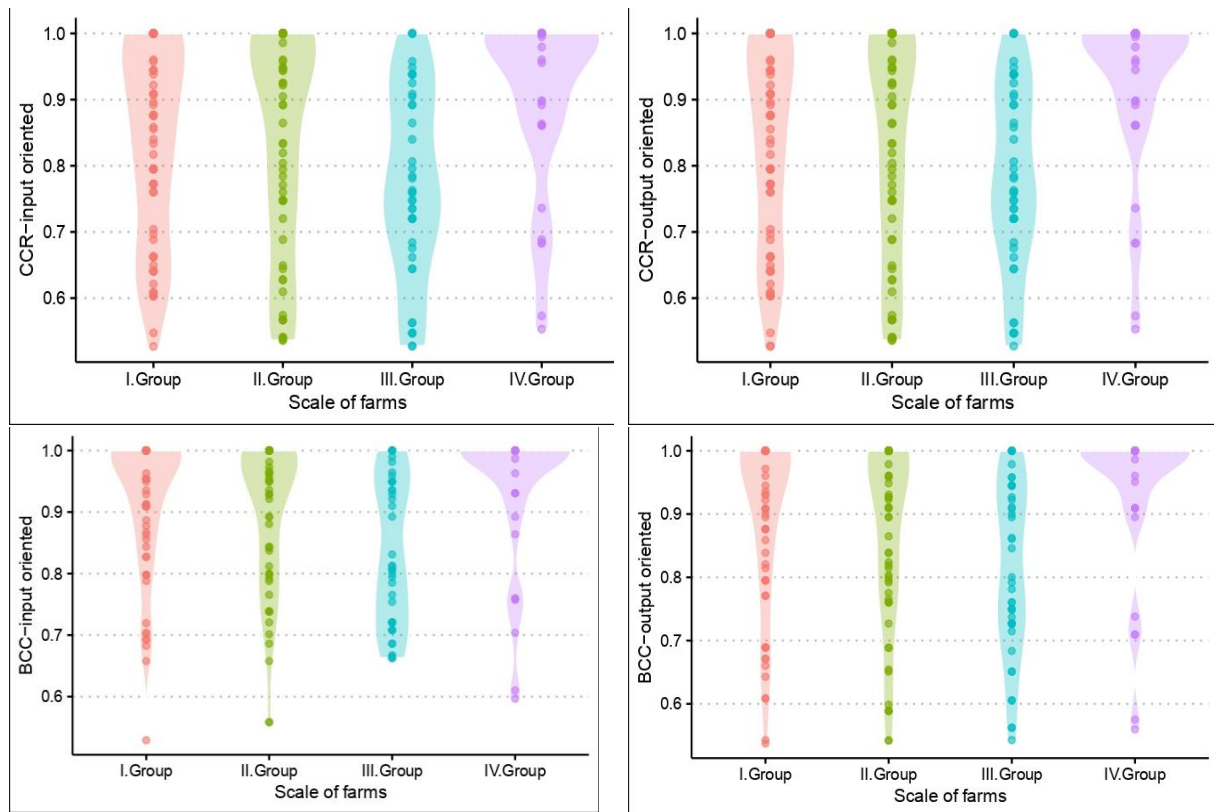 CCR-input oriented
1.0
0.9
0.8
0.7
0.6
I.Group II.Group III.Group IV.Group
Scale of farms
CCR-output oriented
1.0
0.9
0.8
0.7
0.6
I.Group II.Group III.Group IV.Group
Scale of farms
BCC-input oriented
1.0
0.9
0.8
0.7
0.6
I.Group II.Group III.Group IV.Group
Scale of farms
BCC-output oriented
1.0
0.9
0.8
0.7
0.6
I.Group II.Group III.Group IV.Group
Scale of farms